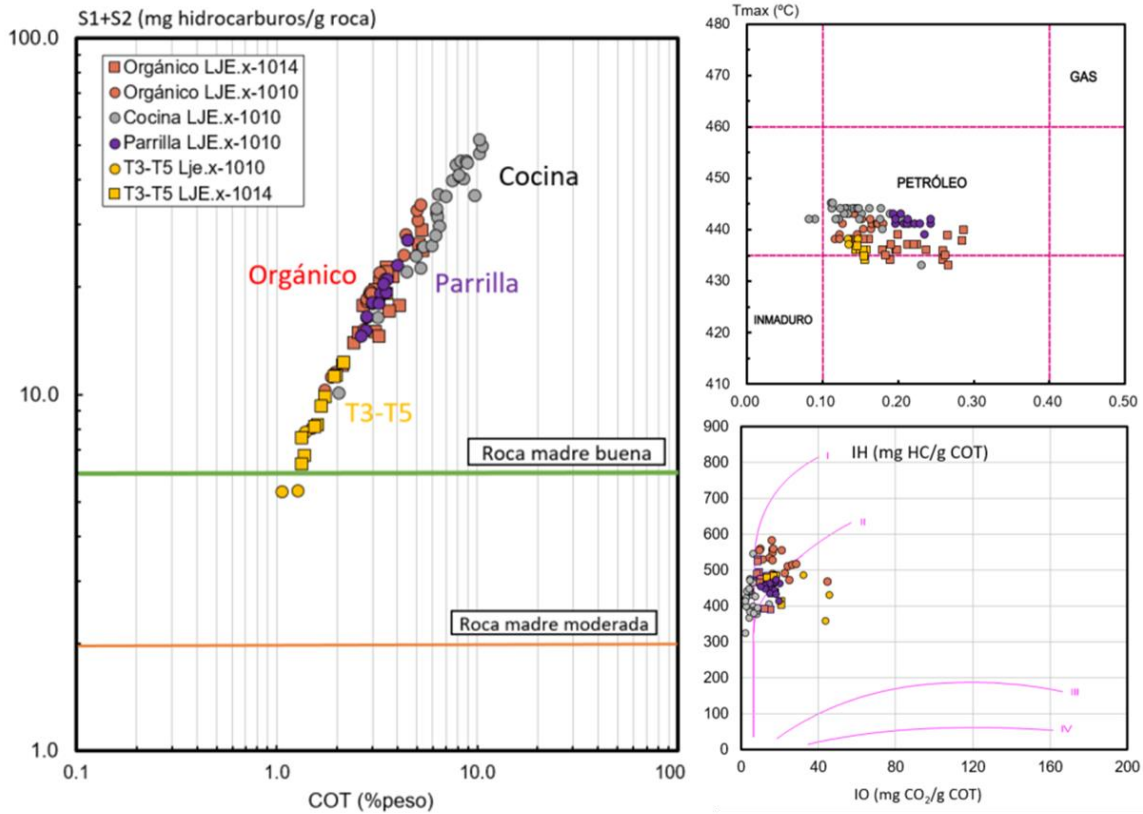 S1+S2 (mg hidrocarburos/g roca)
100.0
10.0
1.0
Orgánico LJE.x-1014
Orgánico LJE.x-1010
Cocina LJE.x-1010
Parrilla LJE.x-1010
T3-T5 Lje.x-1010
T3-T5 LJE.x-1014
Cocina
Orgánico
Parrilla
T3-T5
Roca madre buena
Roca madre moderada
0.1 1.0 10.0 100
COT (%peso)
Tmax (ºC)
480
470
460
450
440
430
420
410
GAS
PETRÓLEO
INMADURO
0.00 0.10 0.20 0.30 0.40 0.50
900
800
700
600
500
400
300
200
100
0
IH (mg HC/g COT)
I
II
III
IV
0 40 80 120 160 200
IO (mg CO₂/g COT)